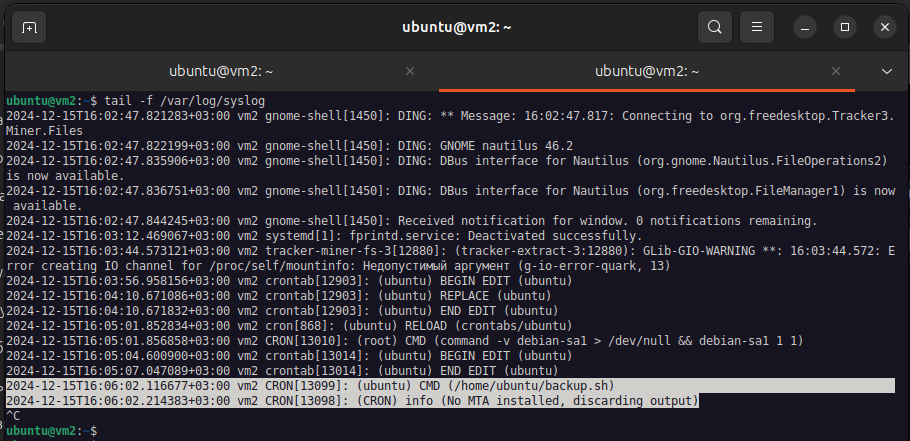 ubuntu@vm2: ~
ubuntu@vm2: ~
ubuntu@vm2: ~
ubuntu@vm2:~$ tail -f /var/log/syslog
2024-12-15T16:02:47.821283+03:00 vm2 gnome-shell[1450]: DING: ** Message: 16:02:47.817: Connecting to org.freedesktop.Tracker3.
Miner.Files
2024-12-15T16:02:47.822199+03:00 vm2 gnome-shell[1450]: DING: GNOME nautilus 46.2
2024-12-15T16:02:47.835906+03:00 vm2 gnome-shell[1450]: DING: DBus interface for Nautilus (org.gnome.Nautilus.FileOperations2)
is now available.
2024-12-15T16:02:47.836751+03:00 vm2 gnome-shell[1450]: DING: DBus interface for Nautilus (org.freedesktop.FileManager1) is now
available.
2024-12-15T16:02:47.844245+03:00 vm2 gnome-shell[1450]: Received notification for window. 0 notifications remaining.
2024-12-15T16:03:12.469067+03:00 vm2 systemd[1]: fprintd.service: Deactivated successfully.
2024-12-15T16:03:44.573121+03:00 vm2 tracker-miner-fs-3[12880]: (tracker-extract-3:12880): GLib-GIO-WARNING **: 16:03:44.572: E
rror creating IO channel for /proc/self/mountinfo: Недопустимый аргумент (g-io-error-quark, 13)
2024-12-15T16:03:56.958156+03:00 vm2 crontab[12903]: (ubuntu) BEGIN EDIT (ubuntu)
2024-12-15T16:04:10.671086+03:00 vm2 crontab[12903]: (ubuntu) REPLACE (ubuntu)
2024-12-15T16:04:10.671832+03:00 vm2 crontab[12903]: (ubuntu) END EDIT (ubuntu)
2024-12-15T16:05:01.852834+03:00 vm2 cron[868]: (ubuntu) RELOAD (crontabs/ubuntu)
2024-12-15T16:05:01.856858+03:00 vm2 CRON[13010]: (root) CMD (command -v debian-sa1 > /dev/null && debian-sa1 1 1)
2024-12-15T16:05:04.600900+03:00 vm2 crontab[13014]: (ubuntu) BEGIN EDIT (ubuntu)
2024-12-15T16:05:07.047089+03:00 vm2 crontab[13014]: (ubuntu) END EDIT (ubuntu)
2024-12-15T16:06:02.116677+03:00 vm2 CRON[13099]: (ubuntu) CMD (/home/ubuntu/backup.sh)
2024-12-15T16:06:02.214383+03:00 vm2 CRON[13098]: (CRON) info (No MTA installed, discarding output)
^C
ubuntu@vm2:~$